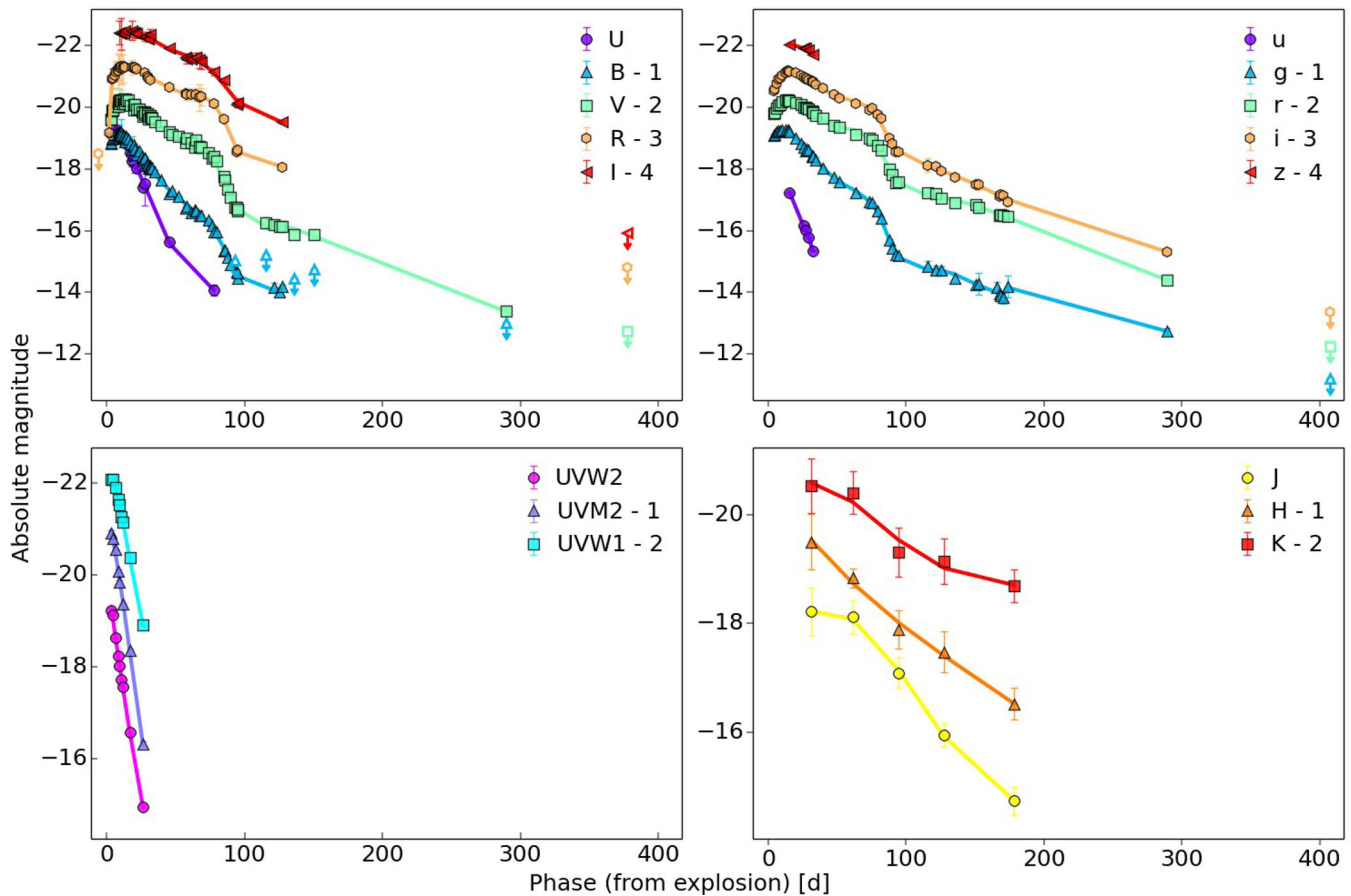 Absolute magnitude
−22
−20
−18
−16
−14
−12
0
100
200
300
400
U
B - 1
V - 2
R - 3
I - 4
−22
−20
−18
−16
−14
−12
0
100
200
300
400
u
g - 1
r - 2
i - 3
z - 4
−22
−20
−18
−16
0
100
200
300
400
UVW2
UVM2 - 1
UVW1 - 2
−20
−18
−16
0
100
200
300
400
J
H - 1
K - 2
Phase (from explosion) [d]